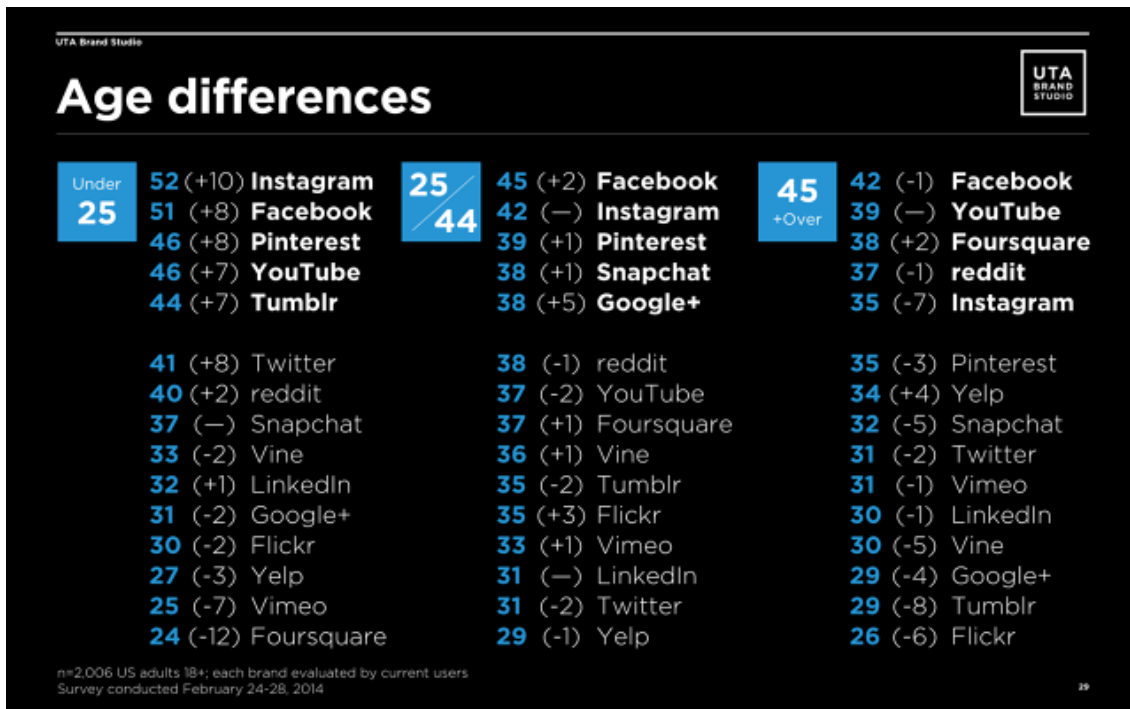 UTA Brand Studio
UTA
BRAND
STUDIO
Age differences
Under
25
52 (+10) Instagram
51 (+8) Facebook
46 (+8) Pinterest
46 (+7) YouTube
44 (+7) Tumblr
41 (+8) Twitter
40 (+2) reddit
37 (—) Snapchat
33 (-2) Vine
32 (+1) LinkedIn
31 (-2) Google+
30 (-2) Flickr
27 (-3) Yelp
25 (-7) Vimeo
24 (-12) Foursquare
25
44
45 (+2) Facebook
42 (—) Instagram
39 (+1) Pinterest
38 (+1) Snapchat
38 (+5) Google+
38 (-1) reddit
37 (-2) YouTube
37 (+1) Foursquare
36 (+1) Vine
35 (-2) Tumblr
35 (+3) Flickr
33 (+1) Vimeo
31 (—) LinkedIn
31 (-2) Twitter
29 (-1) Yelp
45
+Over
42 (-1) Facebook
39 (—) YouTube
38 (+2) Foursquare
37 (-1) reddit
35 (-7) Instagram
35 (-3) Pinterest
34 (+4) Yelp
32 (-5) Snapchat
31 (-2) Twitter
31 (-1) Vimeo
30 (-1) LinkedIn
30 (-5) Vine
29 (-4) Google+
29 (-8) Tumblr
26 (-6) Flickr
n=2,006 US adults 18+; each brand evaluated by current users
Survey conducted February 24-28, 2014
29